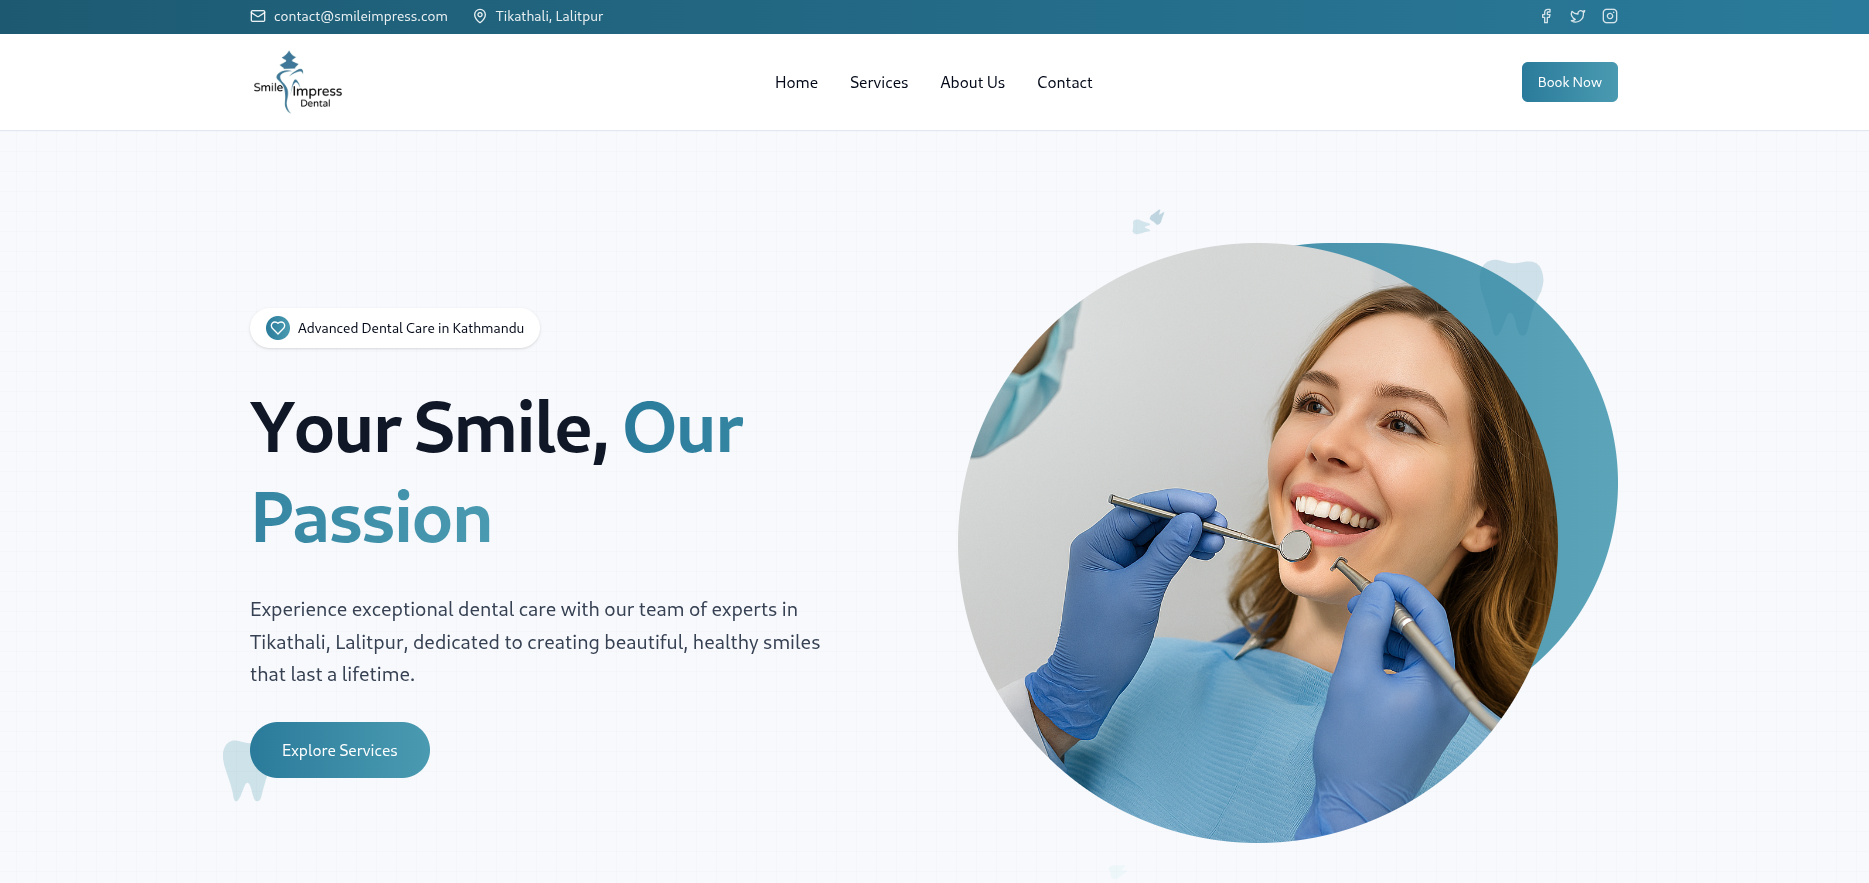 contact@smileimpress.com
Tikathali, Lalitpur
Smile Impress
Dental
Home
Services
About Us
Contact
Book Now
Advanced Dental Care in Kathmandu
Your Smile, Our
Passion
Experience exceptional dental care with our team of experts in
Tikathali, Lalitpur, dedicated to creating beautiful, healthy smiles
that last a lifetime.
Explore Services